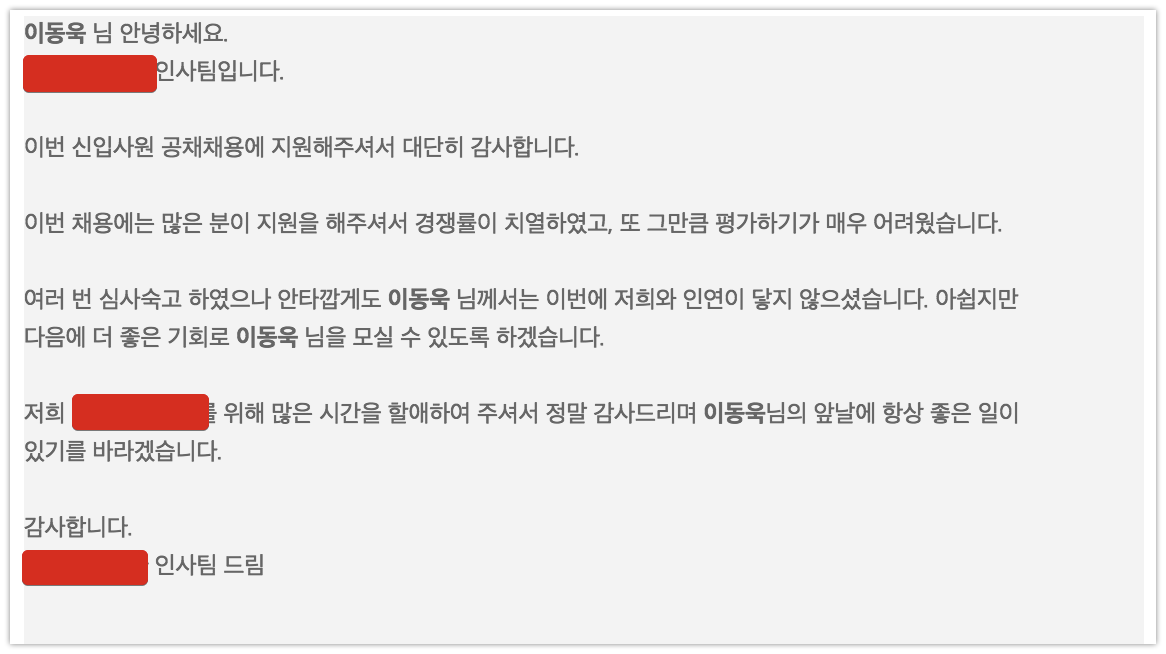 이동욱 님 안녕하세요.
인사팀입니다.
이번 신입사원 공채채용에 지원해주셔서 대단히 감사합니다.
이번 채용에는 많은 분이 지원을 해주셔서 경쟁률이 치열하였고, 또 그만큼 평가하기가 매우 어려웠습니다.
여러 번 심사숙고 하였으나 안타깝게도 이동욱 님께서는 이번에 저희와 인연이 닿지 않으셨습니다. 아쉽지만
다음에 더 좋은 기회로 이동욱 님을 모실 수 있도록 하겠습니다.
저희 를 위해 많은 시간을 할애하여 주셔서 정말 감사드리며 이동욱님의 앞날에 항상 좋은 일이
있기를 바라겠습니다.
감사합니다.
인사팀 드림